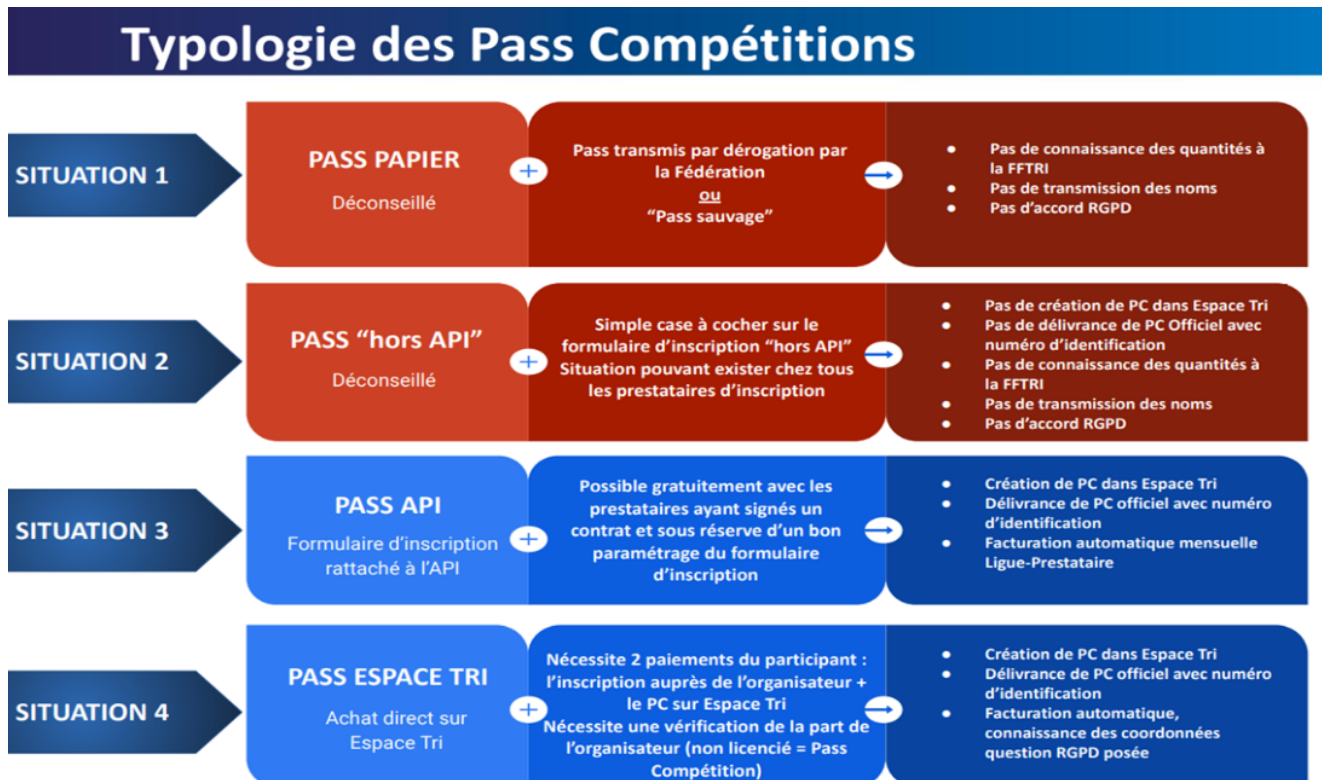 Typologie des Pass Compétitions
SITUATION 1
PASS PAPIER
Déconseillé
+
Pass transmis par dérogation par
la Fédération
ou
“Pass sauvage”
● Pas de connaissance des quantités à
la FFTRI
● Pas de transmission des noms
● Pas d’accord RGPD
SITUATION 2
PASS “hors API”
Déconseillé
+
Simple case à cocher sur le
formulaire d’inscription “hors API”
Situation pouvant exister chez tous
les prestataires d’inscription
● Pas de création de PC dans Espace Tri
● Pas de délivrance de PC Officiel avec
numéro d’identification
● Pas de connaissance des quantités à
la FFTRI
● Pas de transmission des noms
● Pas d’accord RGPD
SITUATION 3
PASS API
Formulaire d’inscription
rattaché à l’API
+
Possible gratuitement avec les
prestataires ayant signés un
contrat et sous réserve d’un bon
paramétrage du formulaire
d’inscription
● Création de PC dans Espace Tri
● Délivrance de PC officiel avec numéro
d’identification
● Facturation automatique mensuelle
Ligue-Prestataire
SITUATION 4
PASS ESPACE TRI
Achat direct sur
Espace Tri
+
Nécessite 2 paiements du participant :
l’inscription auprès de l’organisateur +
le PC sur Espace Tri
Nécessite une vérification de la part de
l’organisateur (non licencié = Pass
Compétition)
● Création de PC dans Espace Tri
● Délivrance de PC officiel avec numéro
d’identification
● Facturation automatique,
connaissance des coordonnées
question RGPD posée